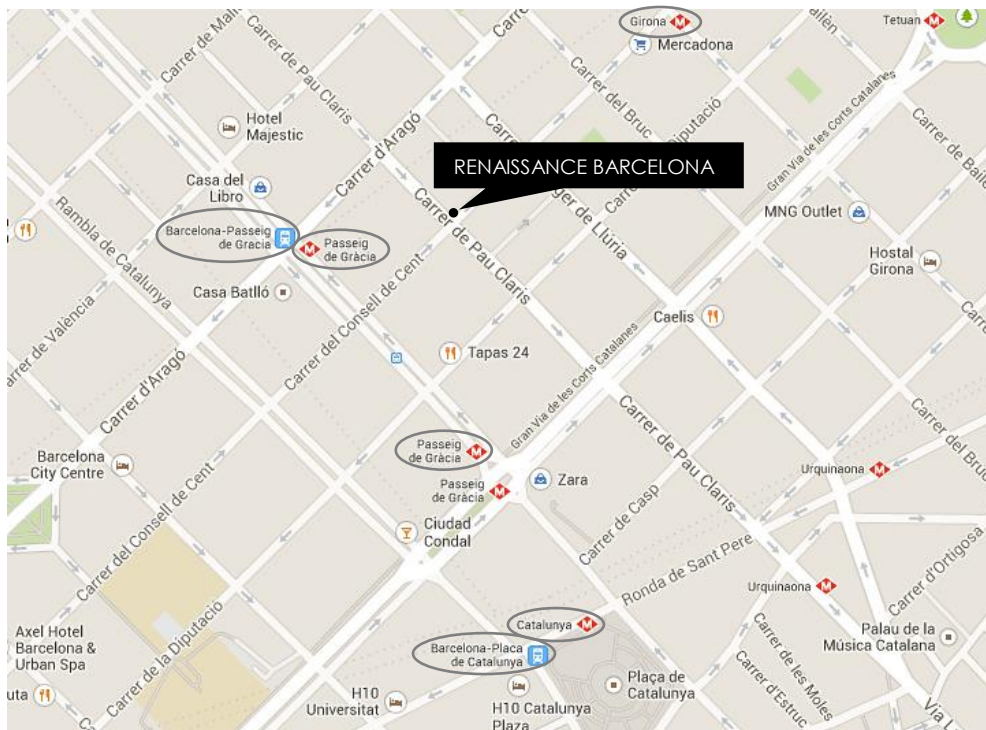 Girona
Tetuan
Carrer de Mall
Carrer de Pau Claris
Mercadona
Hotel
Majestic
Carrer d'Aragó
Carrer del Bruc
Gran Via de les Corts Catalanes
RENAISSANCE BARCELONA
Casa del
Libro
Carrer de Pau Claris
MNG Outlet
Barcelona-Passeig
de Gracia
Passeig
de Gràcia
Rambla de Catalunya
Hostal
Girona
Casa Batlló
Carrer del Consell de Cent
Caelis
Tapas 24
Gran Via de les Corts Catalanes
Carrer d'Aragó
Carrer de Pau Claris
Carrer del Bruc
Passeig
de Gràcia
Barcelona
City Centre
Urquinaona
Zara
Passeig
de Gràcia
Carrer del Consell de Cent
Carrer de Casp
Ciudad
Condal
Ronda de Sant Pere
Carrer d'Ortigosa
Urquinaona
Catalunya
Axel Hotel
Barcelona &
Urban Spa
Carrer de la Diputació
Barcelona-Placa
de Catalunya
Palau de la
Música Catalana
Carrer de les Moles
Carrer d'Estruc
Plaça de
Catalunya
H10
Universitat
H10 Catalunya
Plaza
uta